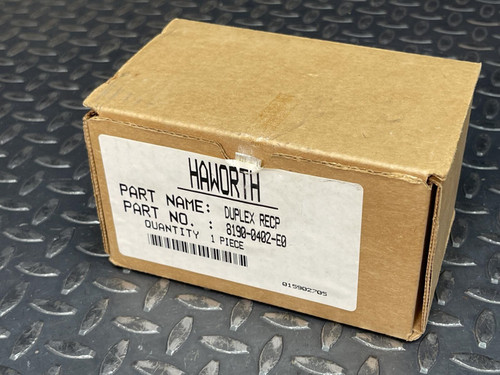 HAWORTH
PART NAME: DUPLEX RECP
PART NO. : 8190-0402-E0
QUANTITY 1 PIECE
015902705